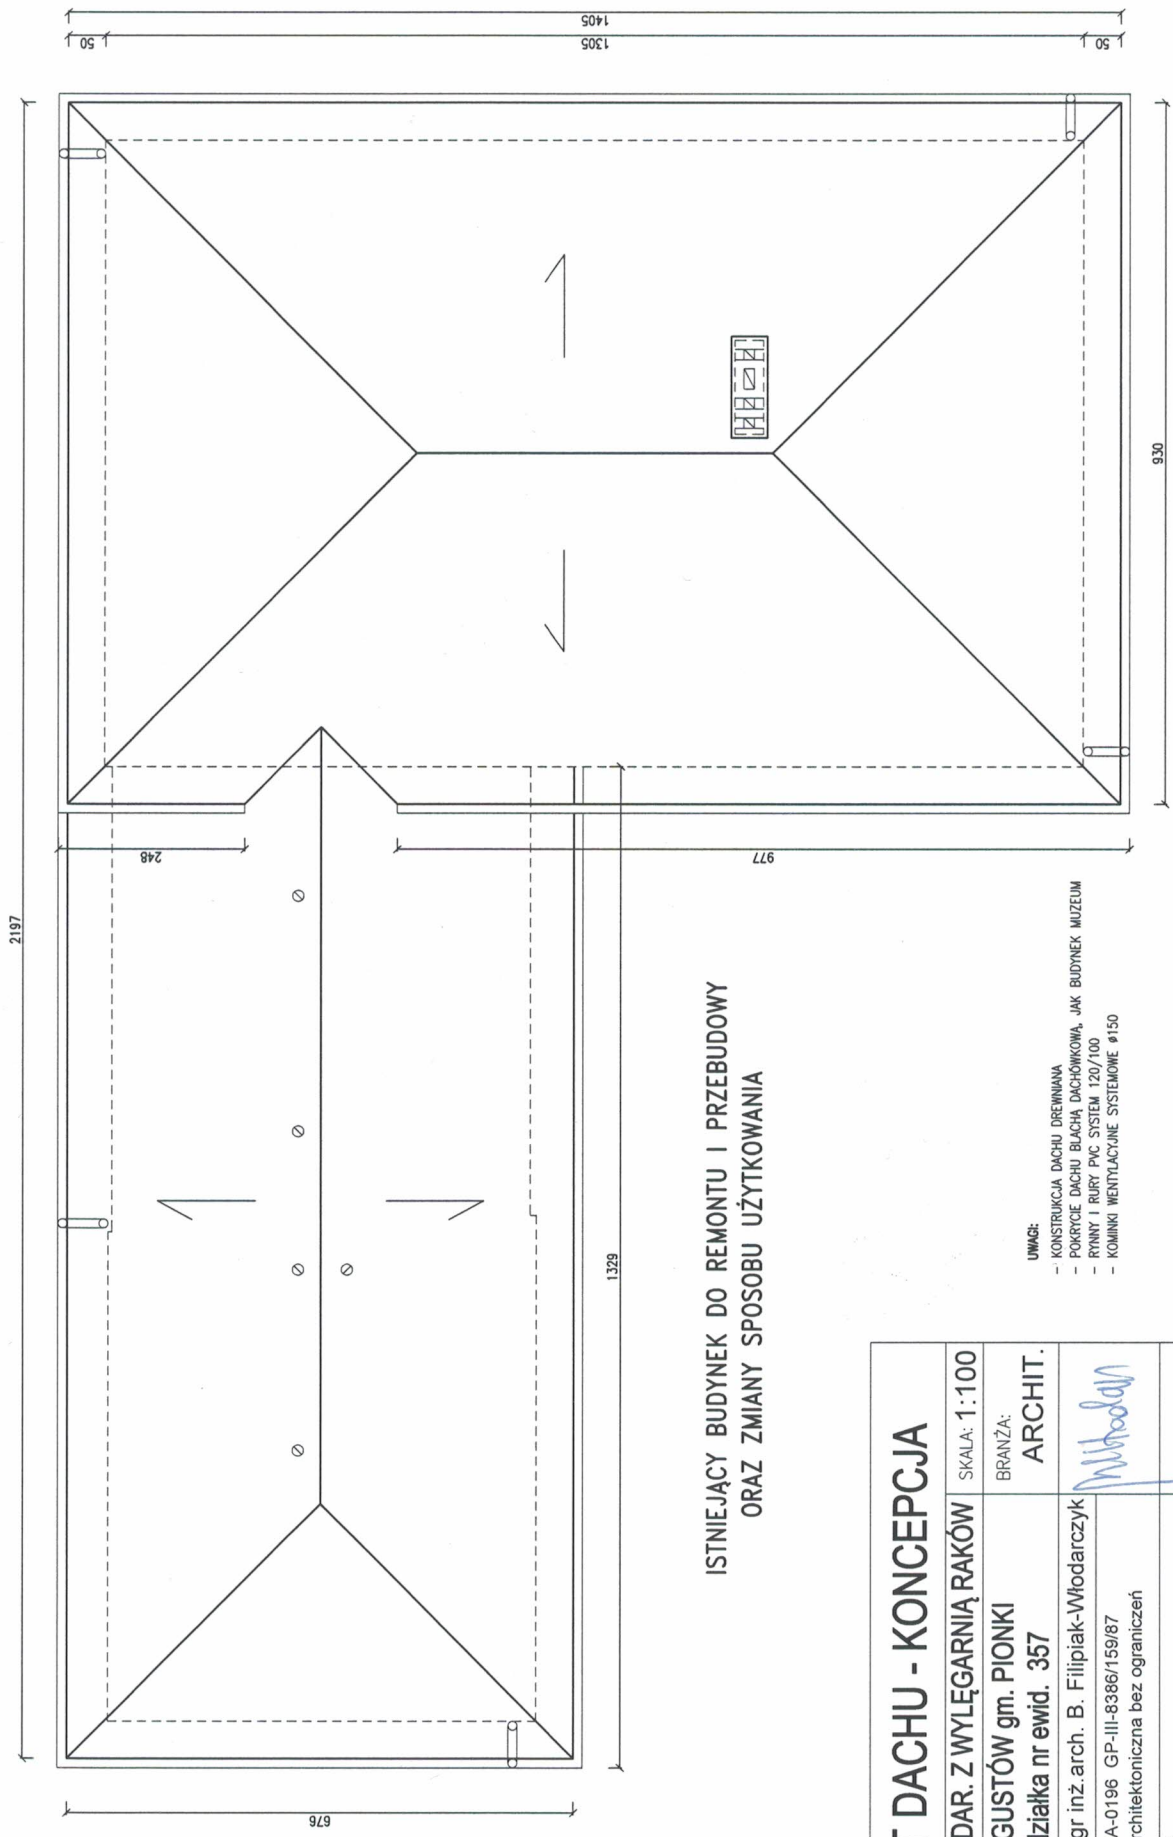 2197
50
1305
50
1405
248
977
930
676
1329
ISTNIEJĄCY BUDYNEK DO REMONTU I PRZEBUDOWY
ORAZ ZMIANY SPOSOBU UŻYTKOWANIA
UWAGI:
- KONSTRUKCJA DACHU DREWNIANA
- POKRYCIE DACHU BLACHĄ DACHÓWKOWĄ, JAK BUDYNEK MUZEUM
- RYNNY I RURY PVC SYSTEM 120/100
- KOMINKI WENTYLACYJNE SYSTEMOWE ø150
DACHU - KONCEPCJA
DAR. Z WYLĘGARNIĄ RAKÓW
SKALA: 1:100
GUSTÓW gm. PIONKI
działka nr ewid. 357
BRANŻA:
ARCHIT.
gr inż.arch. B. Filipiak-Włodarczyk
A-0196 GP-III-8386/159/87
rchitektoniczna bez ograniczeń